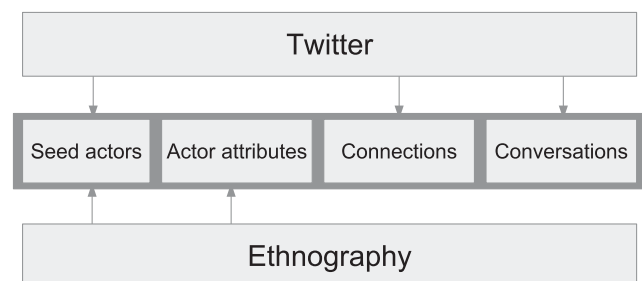 Twitter
Seed actors Actor attributes Connections Conversations
Ethnography